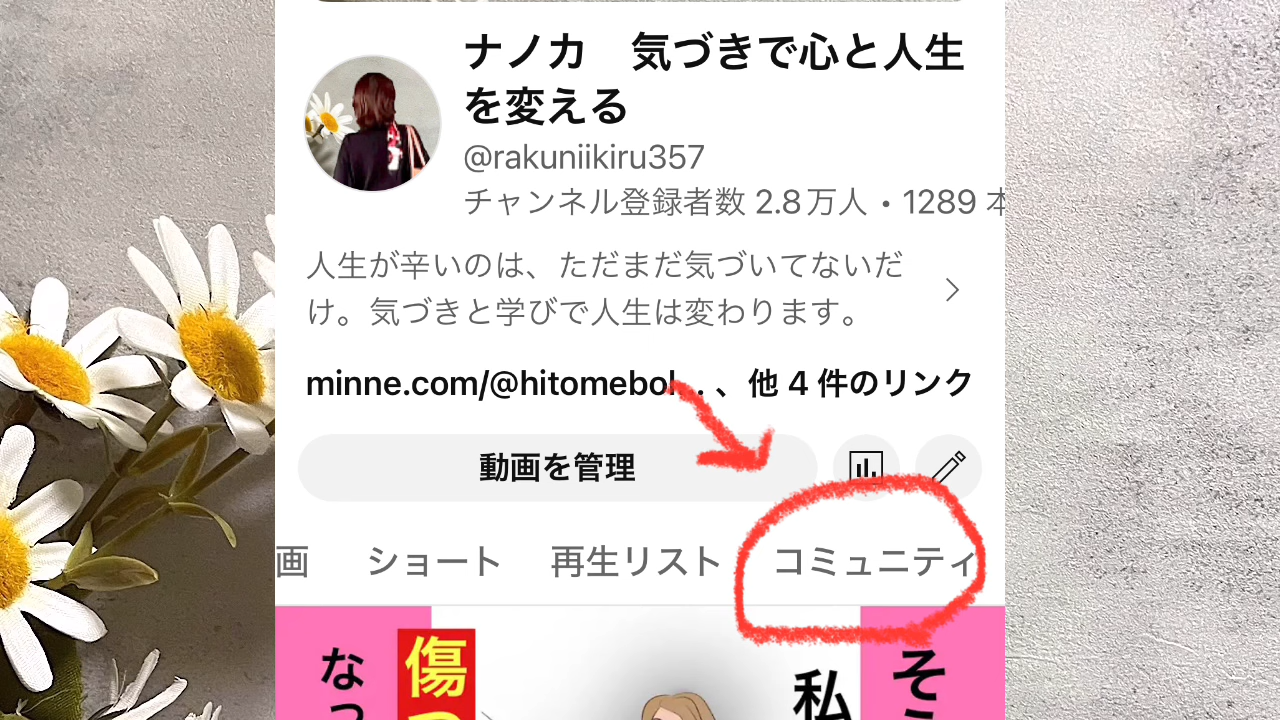 ナノカ　気づきで心と人生
を変える
@rakuniikiru357
チャンネル登録者数 2.8万人・1289
人生が辛いのは、ただまだ気づいてないだ
け。気づきと学びで人生は変わります。
minne.com/@hitomebol... 、他 4 件のリンク
動画を管理
画 ショート 再生リスト コミュニティ
なっ
傷
私
そ